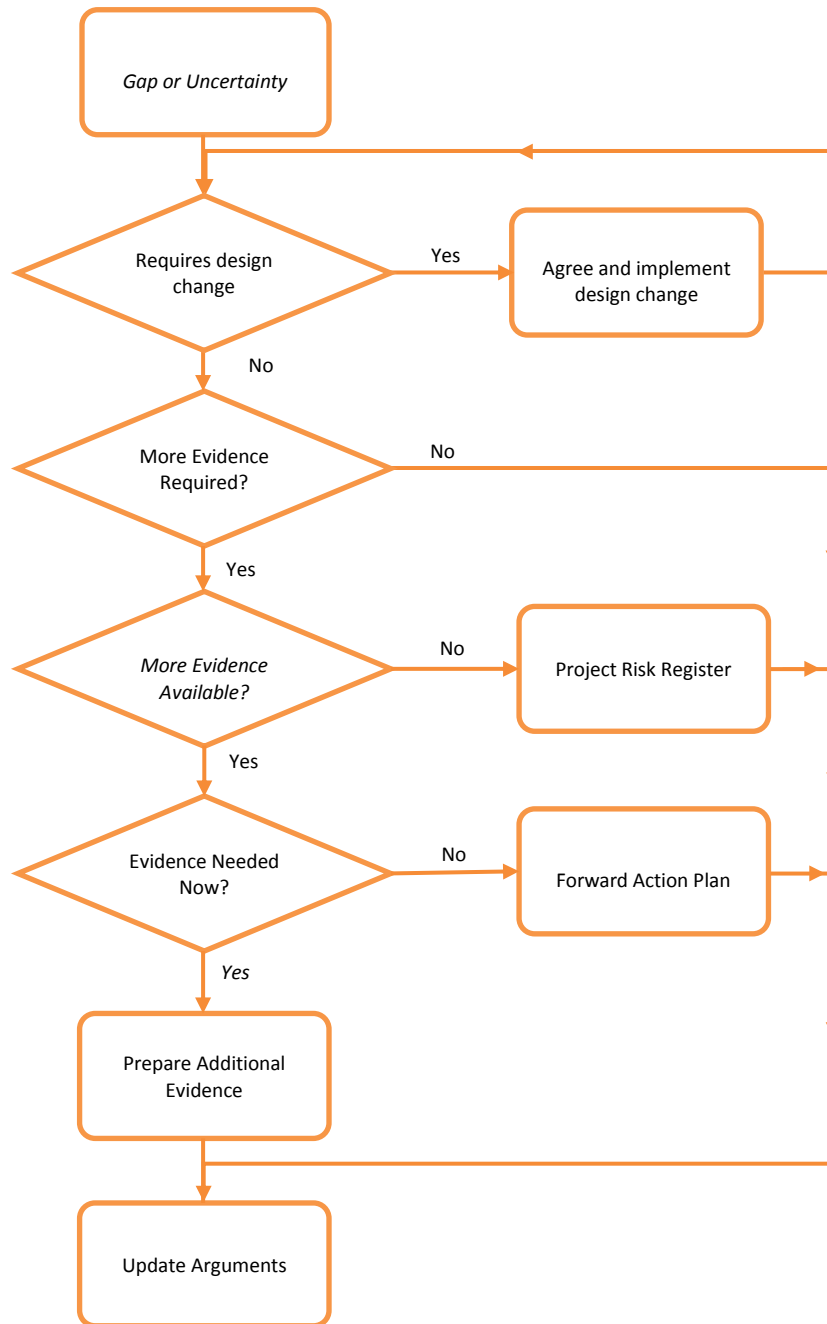 Gap or Uncertainty
Requires design
change
Yes
Agree and implement
design change
No
More Evidence
Required?
No
Yes
More Evidence
Available?
No
Project Risk Register
Yes
Evidence Needed
Now?
No
Forward Action Plan
Yes
Prepare Additional
Evidence
Update Arguments